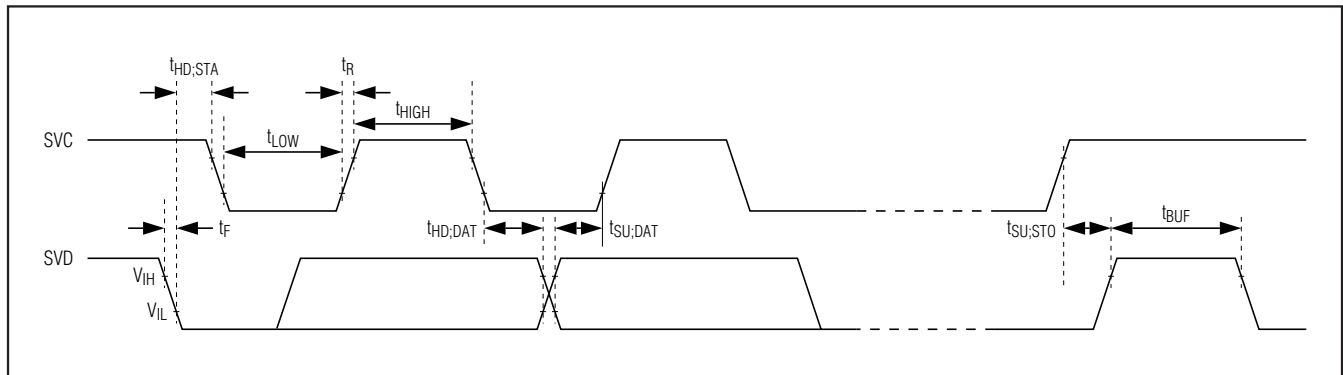 tHD;STA
tR
tHIGH
SVC
tLOW
tHD;DAT
tSU;DAT
tSU;STO
tBUF
tF
SVD
VIH
VIL